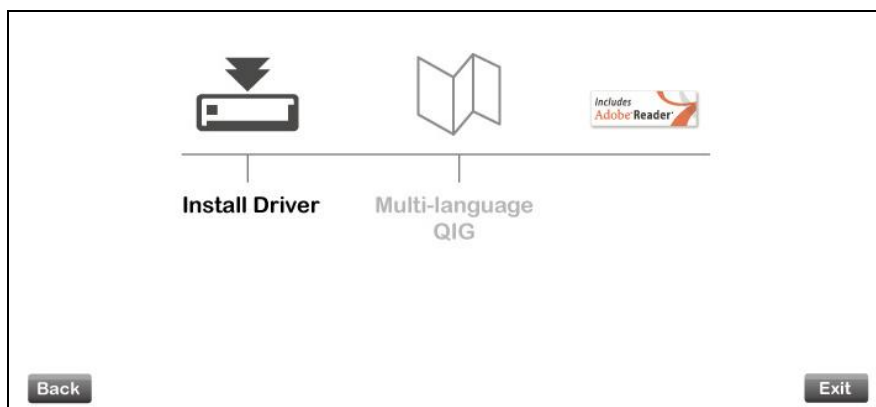 Includes
Adobe Reader
Install Driver
Multi-language
QIG
Back
Exit